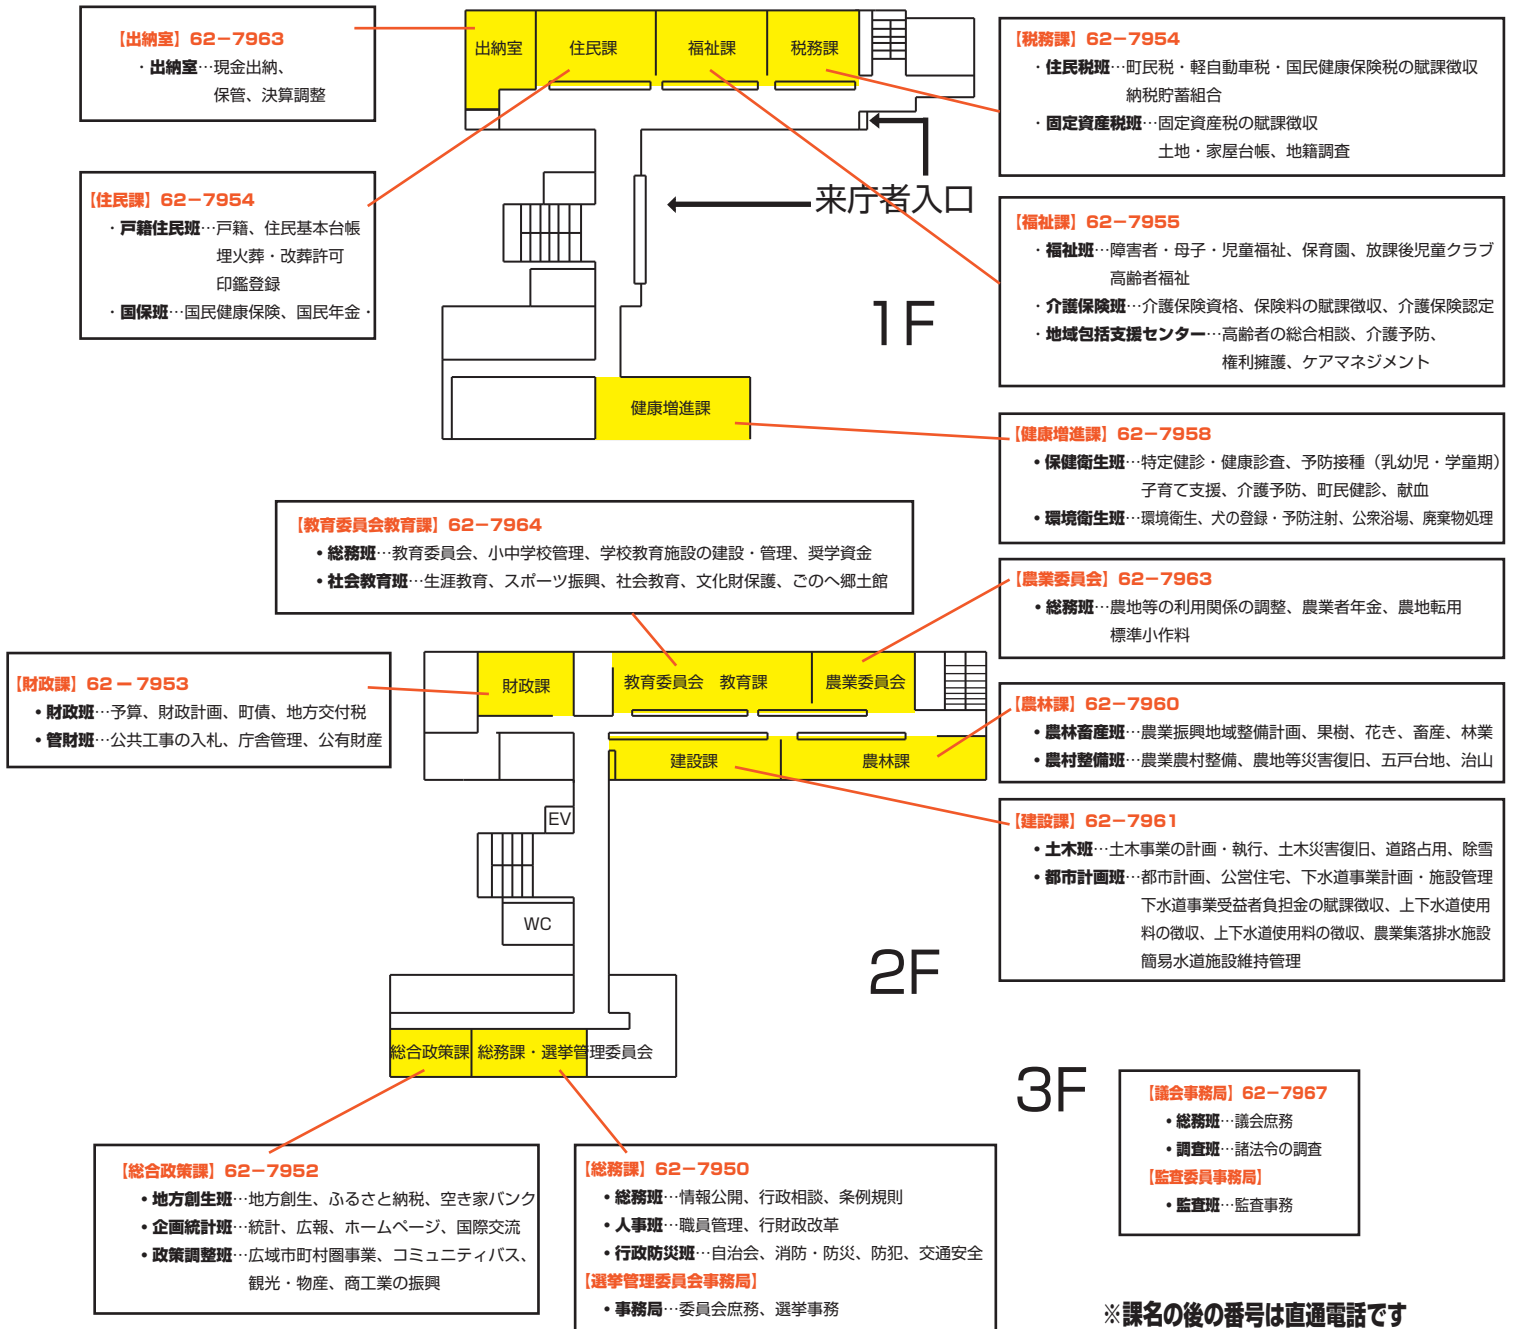 【出納室】62-7963
・出納室…現金出納、
保管、決算調整
出納室
住民課
福祉課
税務課
【税務課】62-7954
・住民税班…町民税・軽自動車税・国民健康保険税の賦課徴収
納税貯蓄組合
・固定資産税班…固定資産税の賦課徴収
土地・家屋台帳、地籍調査
【住民課】62-7954
・戸籍住民班…戸籍、住民基本台帳
埋火葬・改葬許可
印鑑登録
・国保班…国民健康保険、国民年金・
来庁者入口
【福祉課】62-7955
・福祉班…障害者・母子・児童福祉、保育園、放課後児童クラブ
高齢者福祉
・介護保険班…介護保険資格、保険料の賦課徴収、介護保険認定
・地域包括支援センター…高齢者の総合相談、介護予防、
権利擁護、ケアマネジメント
1F
健康増進課
【健康増進課】62-7958
・保健衛生班…特定健診・健康診査、予防接種（乳幼児・学童期）
子育て支援、介護予防、町民健診、献血
・環境衛生班…環境衛生、犬の登録・予防注射、公衆浴場、廃棄物処理
【教育委員会教育課】62-7964
・総務班…教育委員会、小中学校管理、学校教育施設の建設・管理、奨学資金
・社会教育班…生涯教育、スポーツ振興、社会教育、文化財保護、ごのへ郷土館
【農業委員会】62-7963
・総務班…農地等の利用関係の調整、農業者年金、農地転用
標準小作料
【財政課】62－7953
・財政班…予算、財政計画、町債、地方交付税
・管財班…公共工事の入札、庁舎管理、公有財産
財政課
教育委員会　教育課
農業委員会
建設課
農林課
【農林課】62-7960
・農林畜産班…農業振興地域整備計画、果樹、花き、畜産、林業
・農村整備班…農業農村整備、農地等災害復旧、五戸台地、治山
【建設課】62-7961
・土木班…土木事業の計画・執行、土木災害復旧、道路占用、除雪
・都市計画班…都市計画、公営住宅、下水道事業計画・施設管理
下水道事業受益者負担金の賦課徴収、上下水道使用
料の徴収、上下水道使用料の徴収、農業集落排水施設
簡易水道施設維持管理
EV
WC
2F
総合政策課
総務課・選挙管理委員会
3F
【議会事務局】62-7967
・総務班…議会庶務
・調査班…諸法令の調査
【監査委員事務局】
・監査班…監査事務
【総合政策課】62-7952
・地方創生班…地方創生、ふるさと納税、空き家バンク
・企画統計班…統計、広報、ホームページ、国際交流
・政策調整班…広域市町村圏事業、コミュニティバス、
観光・物産、商工業の振興
【総務課】62-7950
・総務班…情報公開、行政相談、条例規則
・人事班…職員管理、行財政改革
・行政防災班…自治会、消防・防災、防犯、交通安全
【選挙管理委員会事務局】
・事務局…委員会庶務、選挙事務
※課名の後の番号は直通電話です